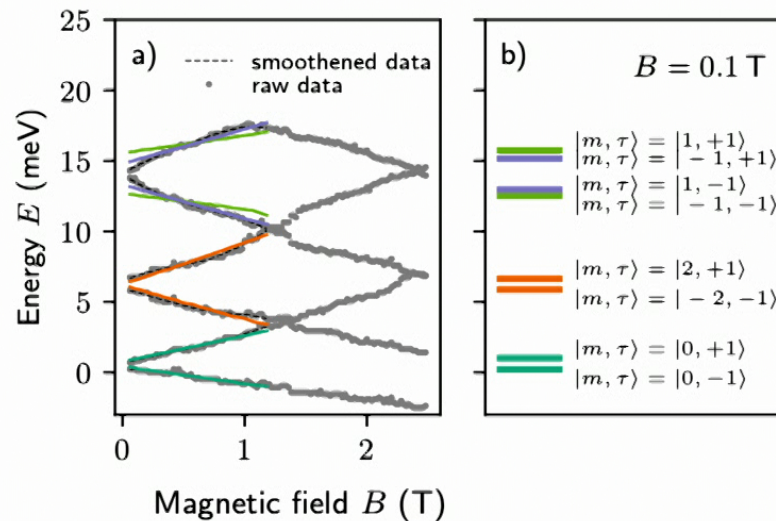 25
20
15
10
5
0
Energy E (meV)
a)
smoothened data
raw data
0
1
2
Magnetic field B (T)
b)
B = 0.1 T
|m, τ⟩ = |1, +1⟩
|m, τ⟩ = | − 1, +1⟩
|m, τ⟩ = |1, −1⟩
|m, τ⟩ = | − 1, −1⟩
|m, τ⟩ = |2, +1⟩
|m, τ⟩ = | − 2, −1⟩
|m, τ⟩ = |0, +1⟩
|m, τ⟩ = |0, −1⟩